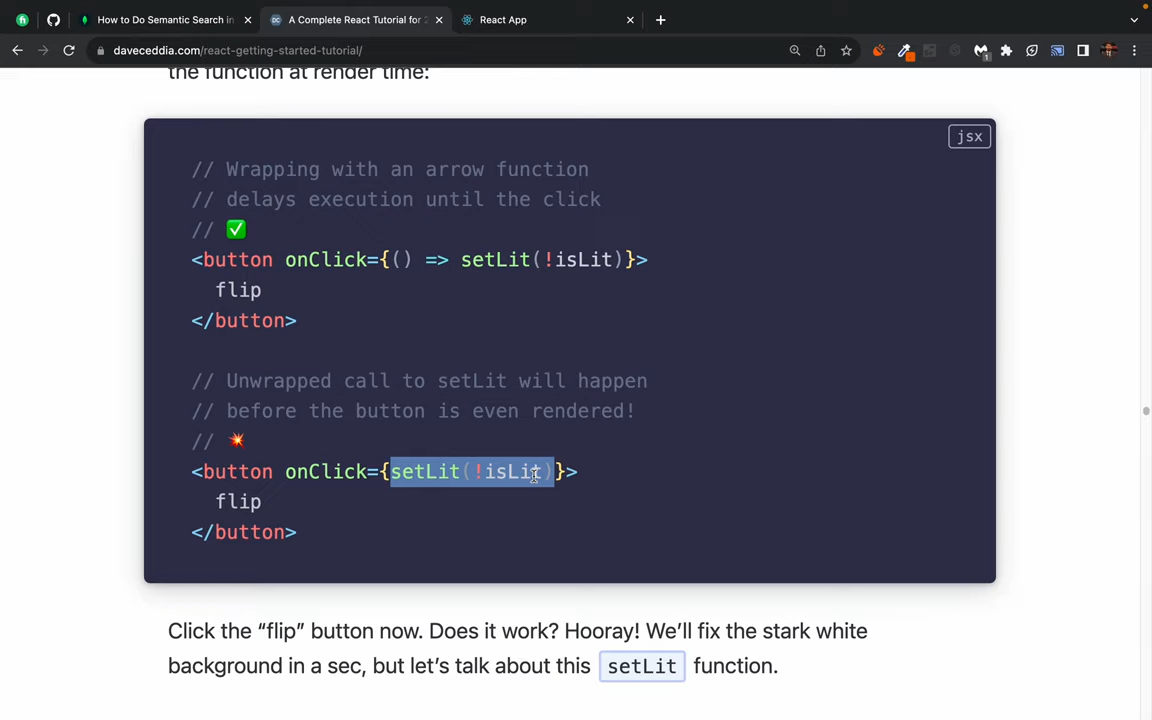 How to Do Semantic Search in
A Complete React Tutorial for 2
React App
daveceddia.com/react-getting-started-tutorial/
1
the function at render time:
jsx
// Wrapping with an arrow function
// delays execution until the click
// ✅
<button onClick={() => setLit(!isLit)}>
flip
</button>
// Unwrapped call to setLit will happen
// before the button is even rendered!
// 💥
<button onClick={setLit(!isLit)}>
flip
</button>
Click the “flip” button now. Does it work? Hooray! We’ll fix the stark white
background in a sec, but let’s talk about this setLit function.